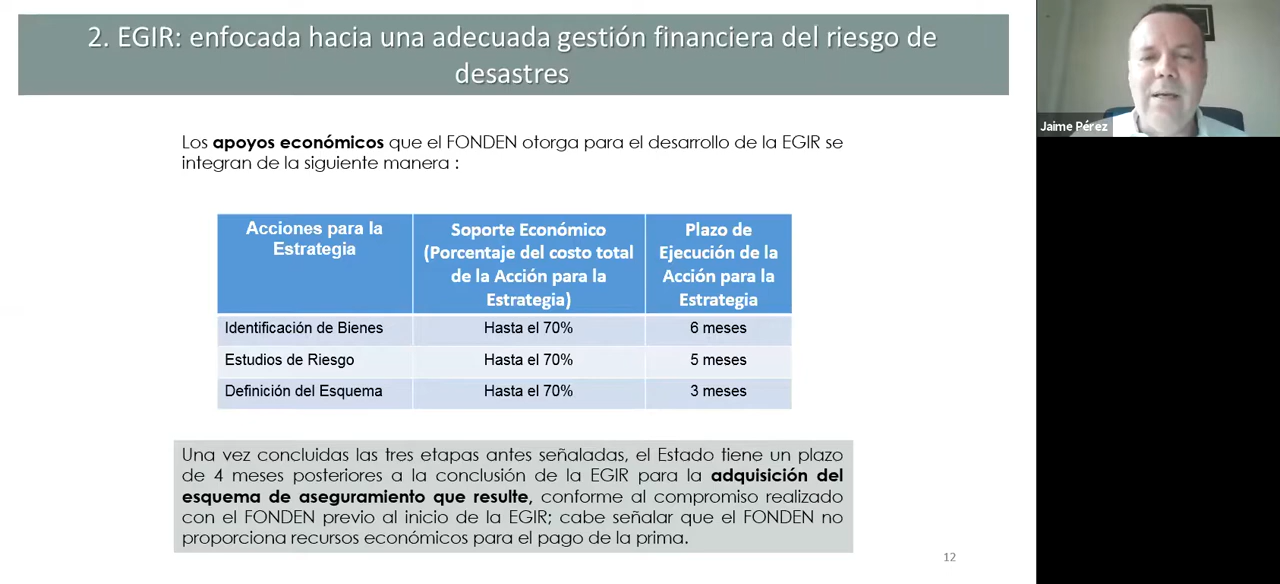 2. EGIR: enfocada hacia una adecuada gestión financiera del riesgo de
desastres
Jaime Pérez
Los apoyos económicos que el FONDEN otorga para el desarrollo de la EGIR se
integran de la siguiente manera :
Acciones para la
Estrategia
Soporte Económico
(Porcentaje del costo total
de la Acción para la
Estrategia)
Plazo de
Ejecución de la
Acción para la
Estrategia
Identificación de Bienes Hasta el 70% 6 meses
Estudios de Riesgo Hasta el 70% 5 meses
Definición del Esquema Hasta el 70% 3 meses
Una vez concluidas las tres etapas antes señaladas, el Estado tiene un plazo
de 4 meses posteriores a la conclusión de la EGIR para la adquisición del
esquema de aseguramiento que resulte, conforme al compromiso realizado
con el FONDEN previo al inicio de la EGIR; cabe señalar que el FONDEN no
proporciona recursos económicos para el pago de la prima.
12